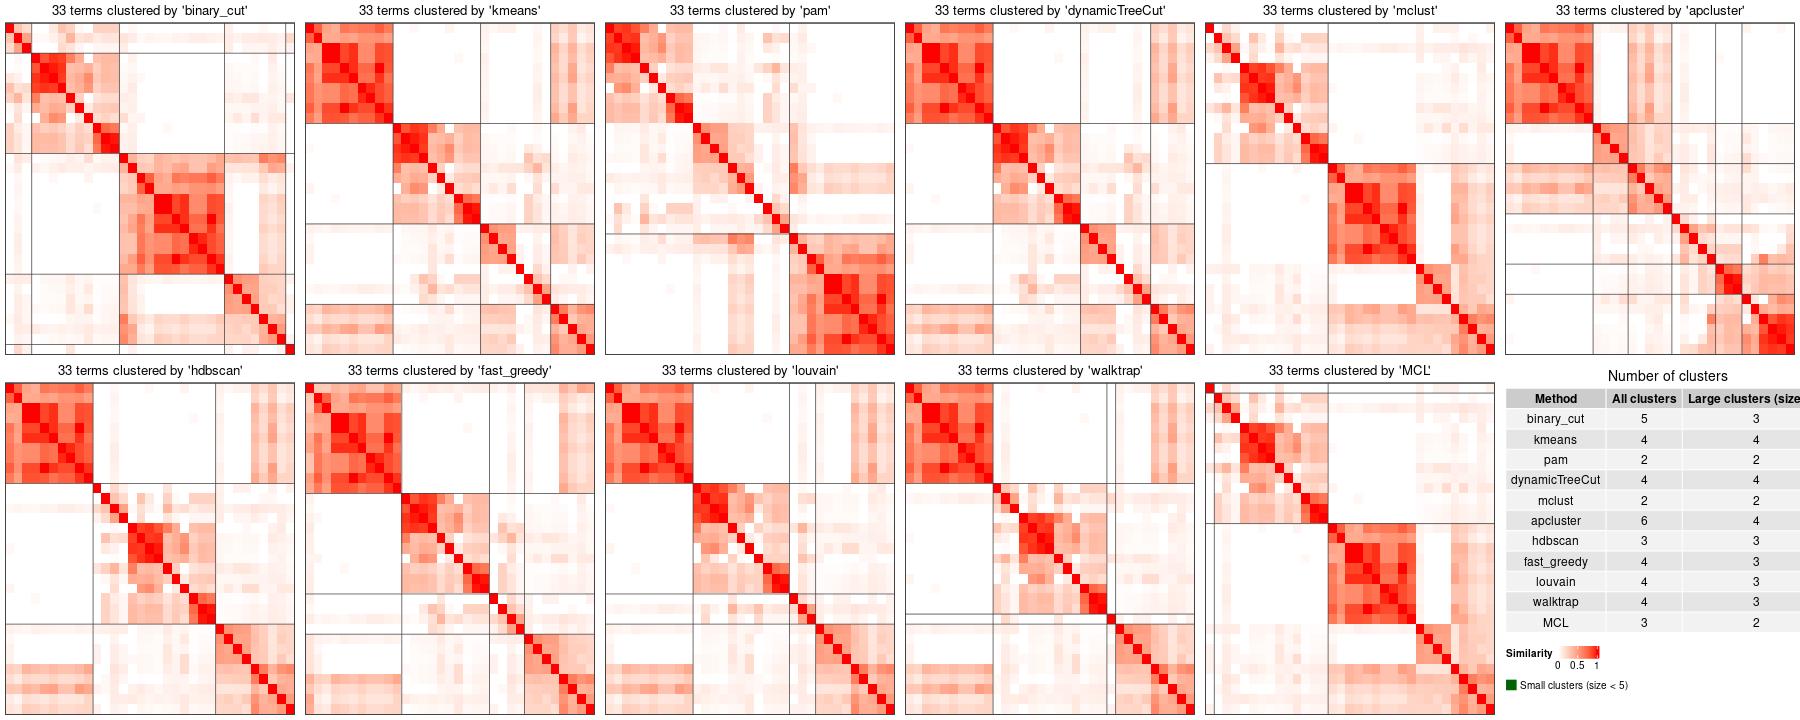 33 terms clustered by 'binary_cut'
33 terms clustered by 'kmeans'
33 terms clustered by 'pam'
33 terms clustered by 'dynamicTreeCut'
33 terms clustered by 'mclust'
33 terms clustered by 'apcluster'
33 terms clustered by 'hdbscan'
33 terms clustered by 'fast_greedy'
33 terms clustered by 'louvain'
33 terms clustered by 'walktrap'
33 terms clustered by 'MCL'
Number of clusters
Method All clusters Large clusters (size
binary_cut 5 3
kmeans 4 4
pam 2 2
dynamicTreeCut 4 4
mclust 2 2
apcluster 6 4
hdbscan 3 3
fast_greedy 4 3
louvain 4 3
walktrap 4 3
MCL 3 2
Similarity
0 0.5 1
Small clusters (size < 5)